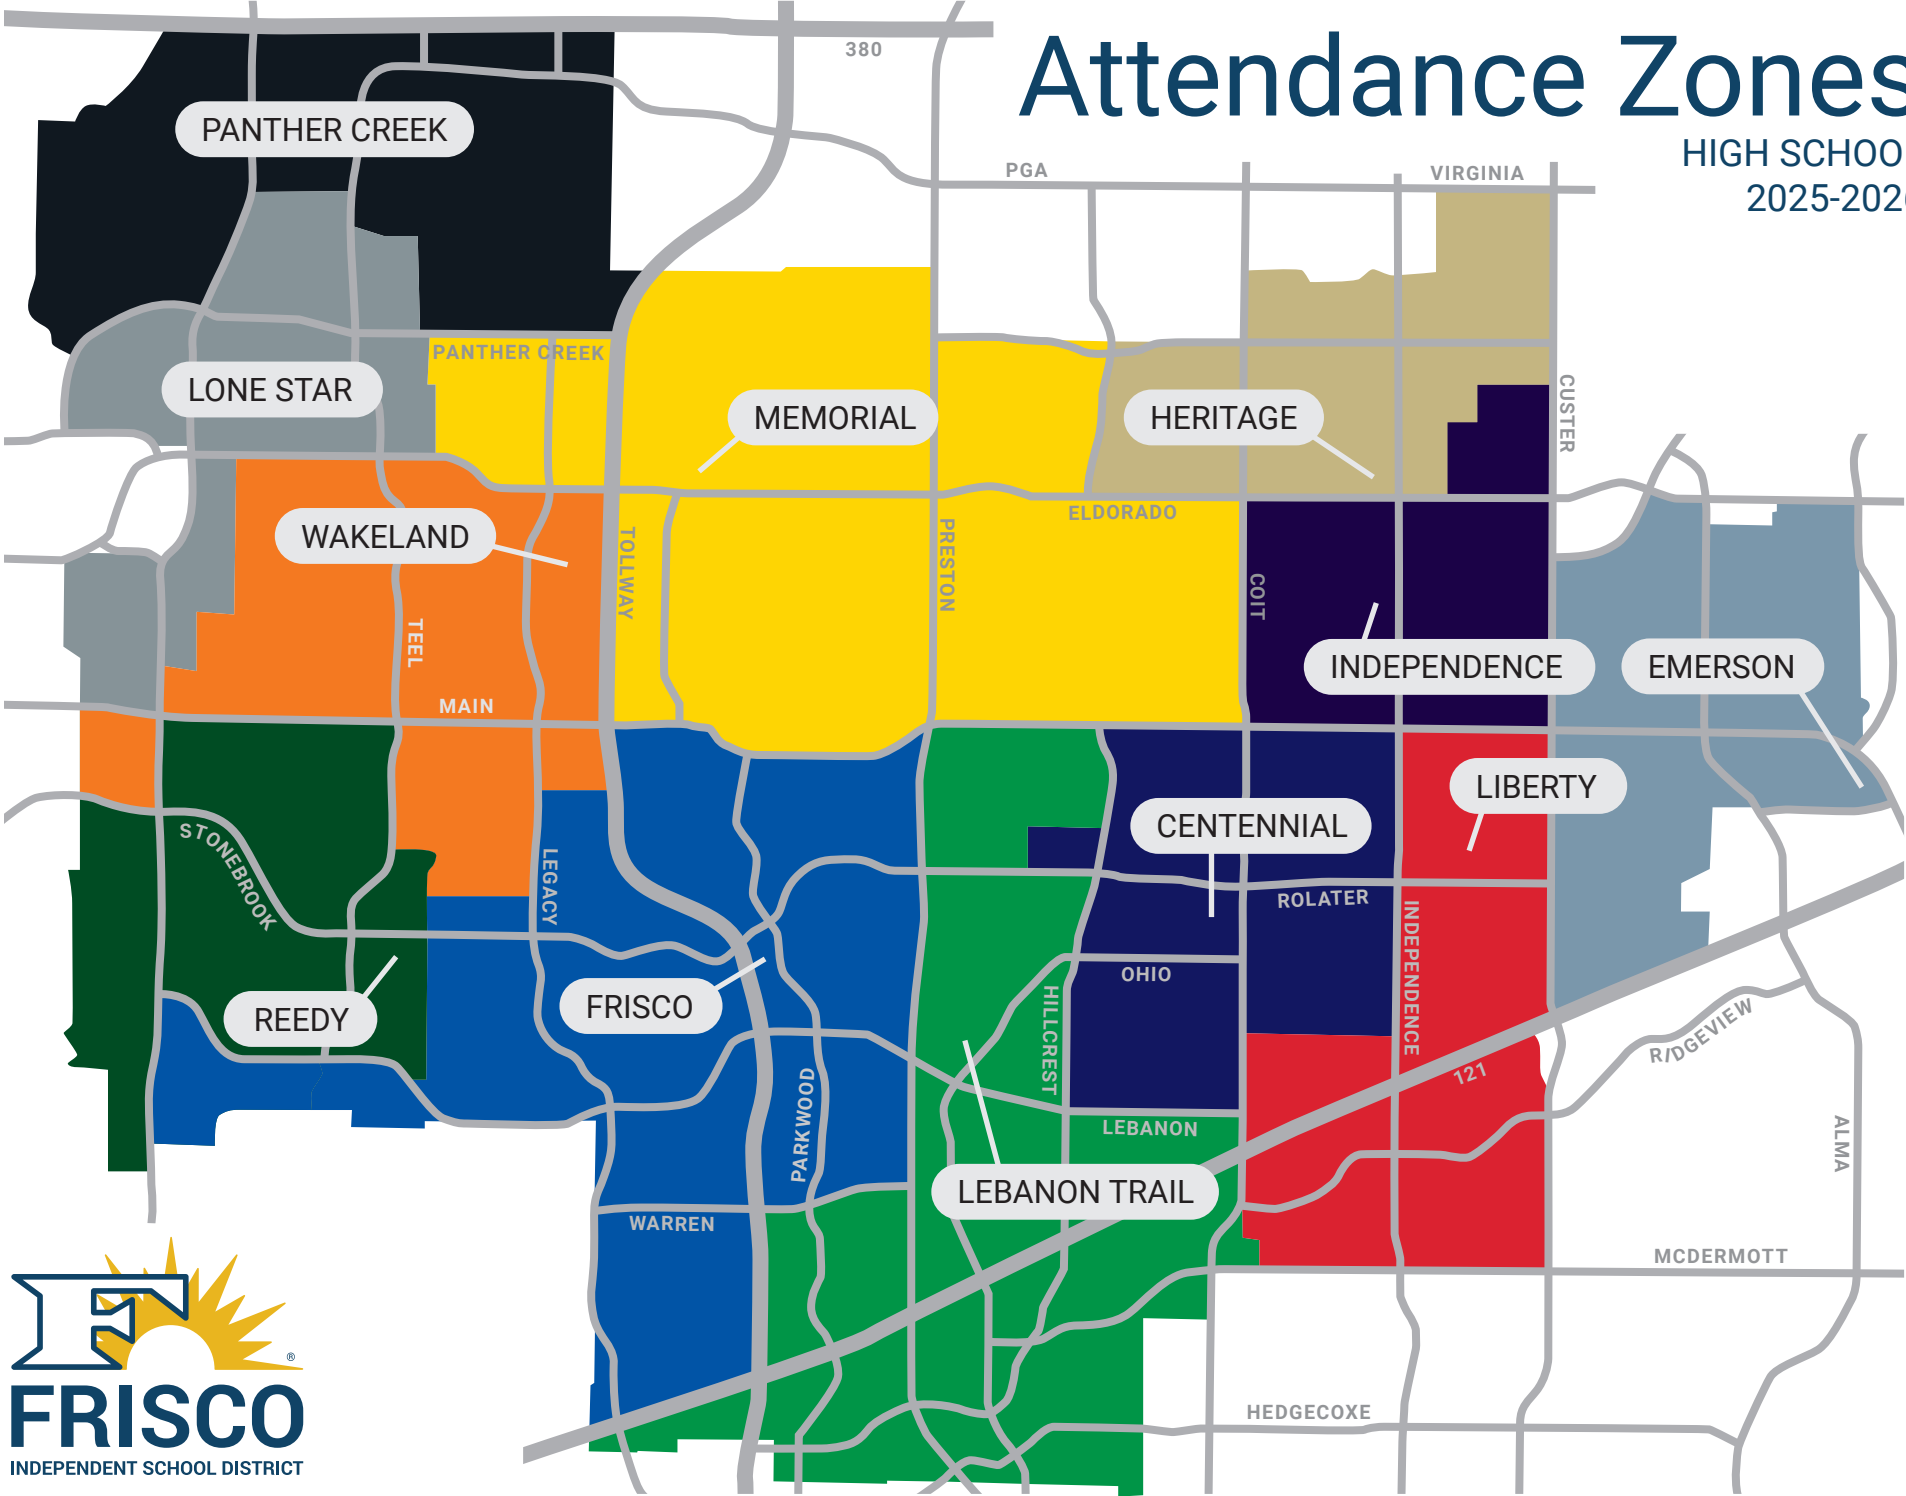 Attendance Zones
HIGH SCHOO
2025-202
380
PGA
VIRGINIA
PANTHER CREEK
PANTHER CREEK
LONE STAR
MEMORIAL
HERITAGE
CUSTER
WAKELAND
TOLLWAY
PRESTON
ELDORADO
COIT
TEEL
MAIN
INDEPENDENCE
EMERSON
LIBERTY
CENTENNIAL
STONEBROOK
LEGACY
ROLATER
INDEPENDENCE
OHIO
HILLCREST
REEDY
FRISCO
RIDGEVIEW
121
PARKWOOD
LEBANON
ALMA
LEBANON TRAIL
WARREN
MCDERMOTT
HEDGECOXE
F
®
FRISCO
INDEPENDENT SCHOOL DISTRICT